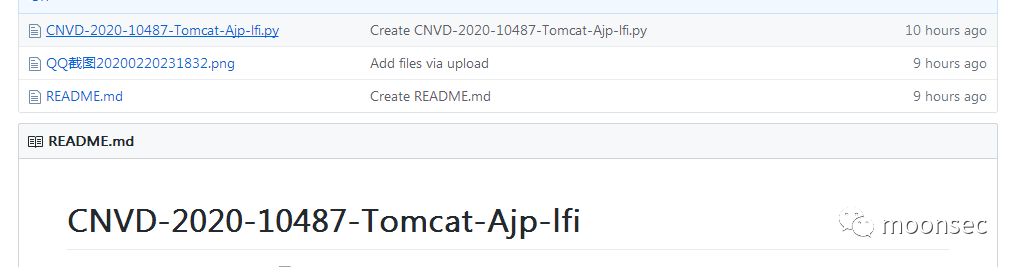 CNVD-2020-10487-Tomcat-Ajp-lfi.py Create CNVD-2020-10487-Tomcat-Ajp-lfi.py 10 hours ago
QQ截图20200220231832.png Add files via upload 9 hours ago
README.md Create README.md 9 hours ago
README.md
CNVD-2020-10487-Tomcat-Ajp-lfi
moonsec